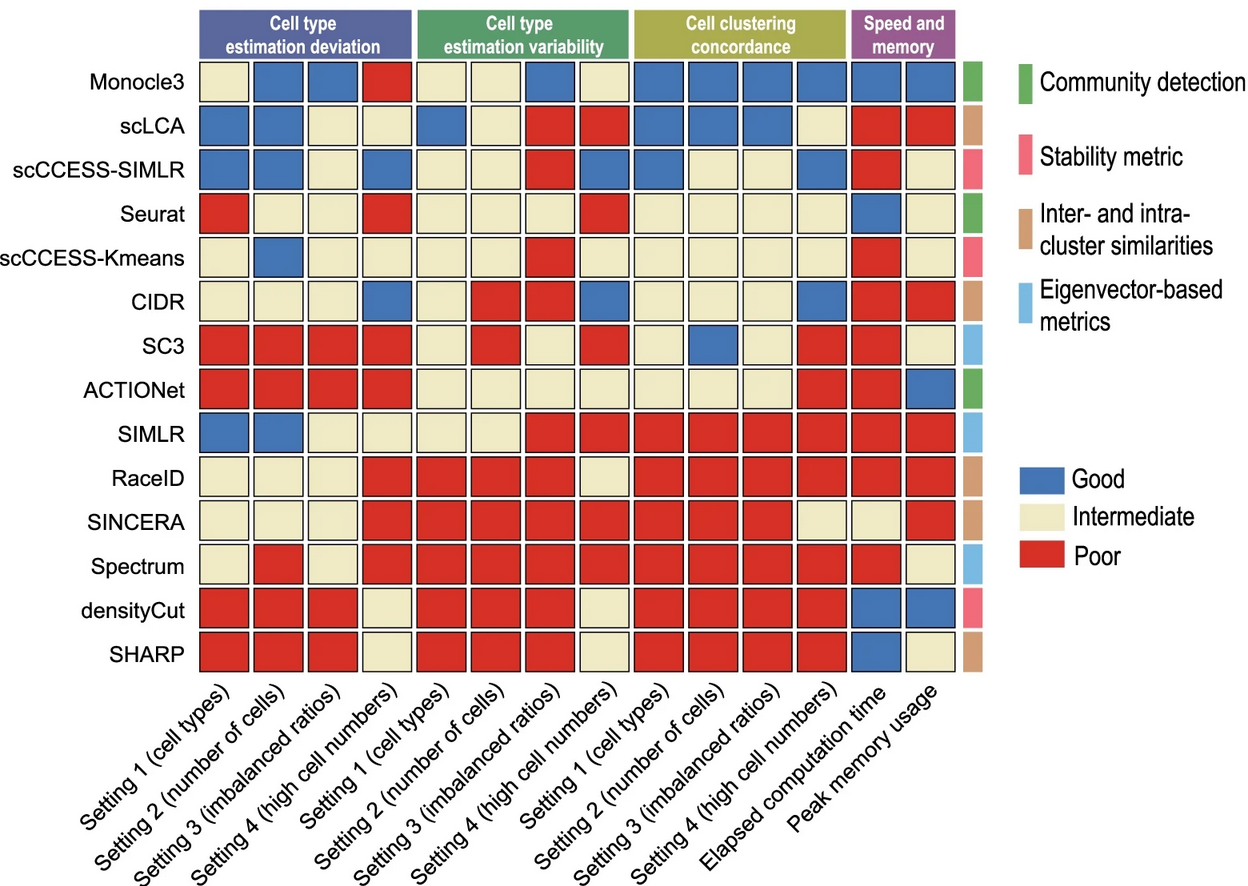 Cell type
estimation deviation
Cell type
estimation variability
Cell clustering
concordance
Speed and
memory
Monocle3
scLCA
scCCESS-SIMLR
Seurat
scCCESS-Kmeans
CIDR
SC3
ACTIONet
SIMLR
RaceID
SINCERA
Spectrum
densityCut
SHARP
Community detection
Stability metric
Inter- and intra-
cluster similarities
Eigenvector-based
metrics
Good
Intermediate
Poor
Setting 1 (cell types)
Setting 2 (number of cells)
Setting 3 (imbalanced ratios)
Setting 4 (high cell numbers)
Setting 1 (cell types)
Setting 2 (number of cells)
Setting 3 (imbalanced ratios)
Setting 4 (high cell numbers)
Setting 1 (cell types)
Setting 2 (number of cells)
Setting 3 (imbalanced ratios)
Setting 4 (high cell numbers)
Elapsed computation time
Peak memory usage